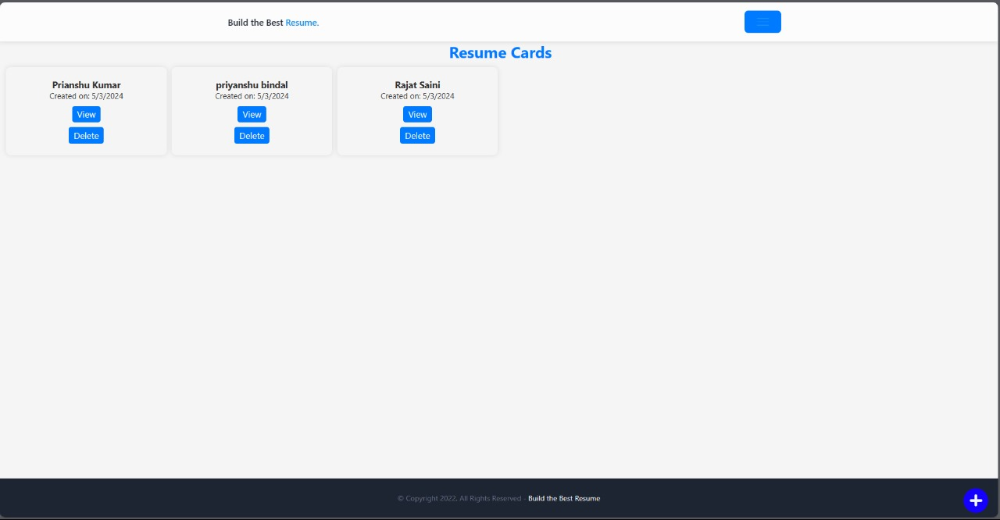 Build the Best Resume.
Resume Cards
Prianshu Kumar
Created on: 5/3/2024
View
Delete
priyanshu bindal
Created on: 5/3/2024
View
Delete
Rajat Saini
Created on: 5/3/2024
View
Delete
© Copyright 2022, All Rights Reserved - Build the Best Resume